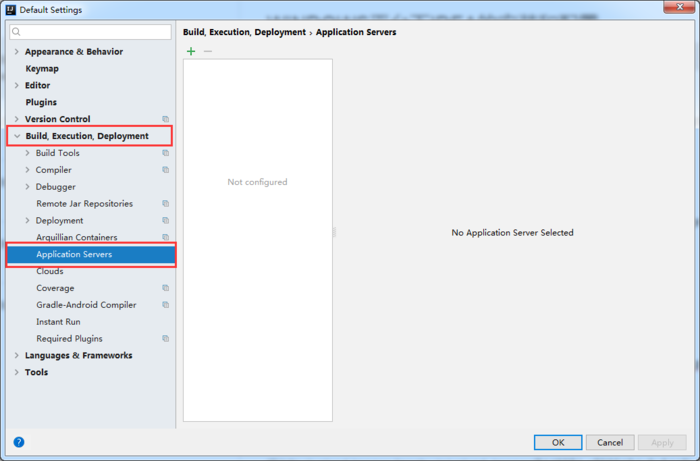 Default Settings
Appearance & Behavior
Keymap
Editor
Plugins
Version Control
Build, Execution, Deployment
Build Tools
Compiler
Debugger
Remote Jar Repositories
Deployment
Arquillian Containers
Application Servers
Clouds
Coverage
Gradle-Android Compiler
Instant Run
Required Plugins
Languages & Frameworks
Tools
Build, Execution, Deployment › Application Servers
Not configured
No Application Server Selected
?
OK
Cancel
Apply